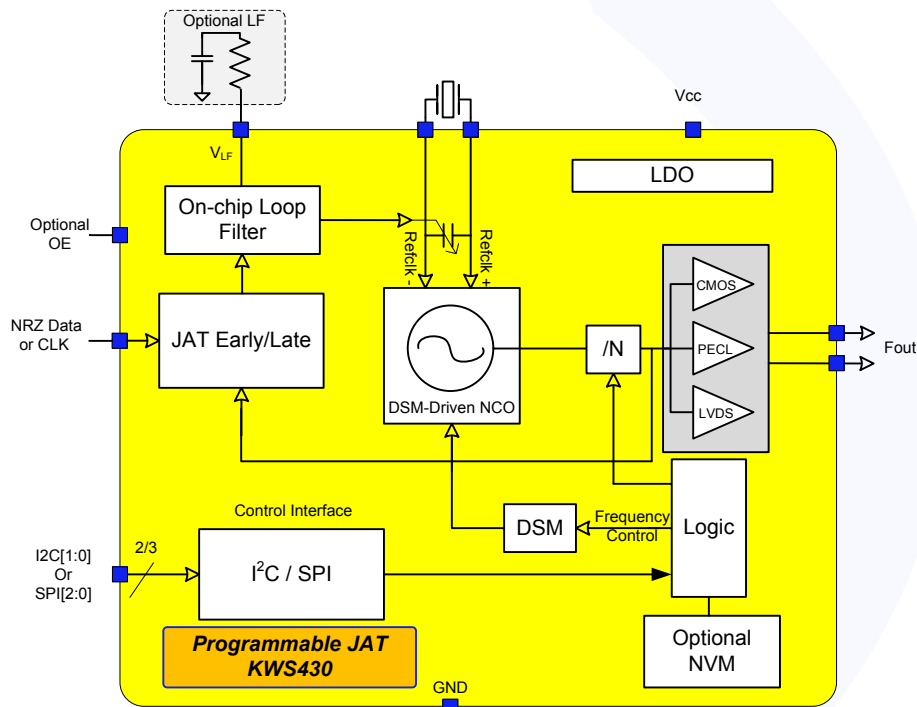 Optional LF
Vcc
VLF
LDO
On-chip Loop
Filter
Optional
OE
Refclk -
Refclk +
CMOS
NRZ Data
or CLK
JAT Early/Late
/N
PECL
Fout
DSM-Driven NCO
LVDS
Control Interface
DSM
Frequency
Control
Logic
I2C[1:0]
Or
SPI[2:0]
2/3
I²C / SPI
Programmable JAT
KWS430
Optional
NVM
GND